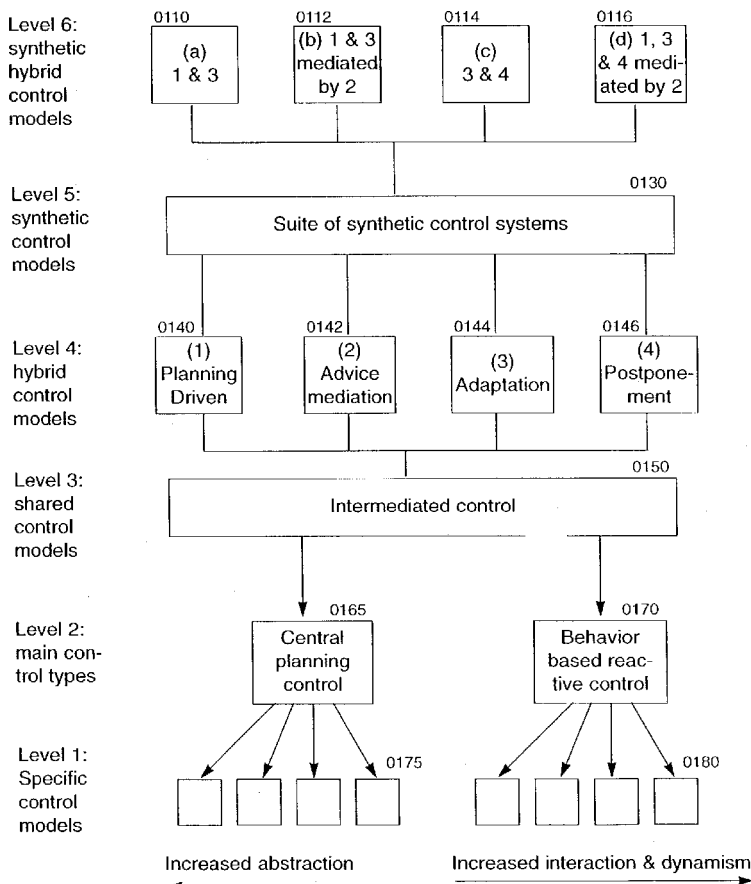 Level 6:
synthetic
hybrid
control
models
0110
(a)
1 & 3
0112
(b) 1 & 3
mediated
by 2
0114
(c)
3 & 4
0116
(d) 1, 3
& 4 medi-
ated by 2
Level 5:
synthetic
control
models
0130
Suite of synthetic control systems
Level 4:
hybrid
control
models
0140
(1)
Planning
Driven
0142
(2)
Advice
mediation
0144
(3)
Adaptation
0146
(4)
Postpone-
ment
Level 3:
shared
control
models
0150
Intermediated control
Level 2:
main con-
trol types
0165
Central
planning
control
0170
Behavior
based reac-
tive control
Level 1:
Specific
control
models
0175
0180
Increased abstraction
Increased interaction & dynamism